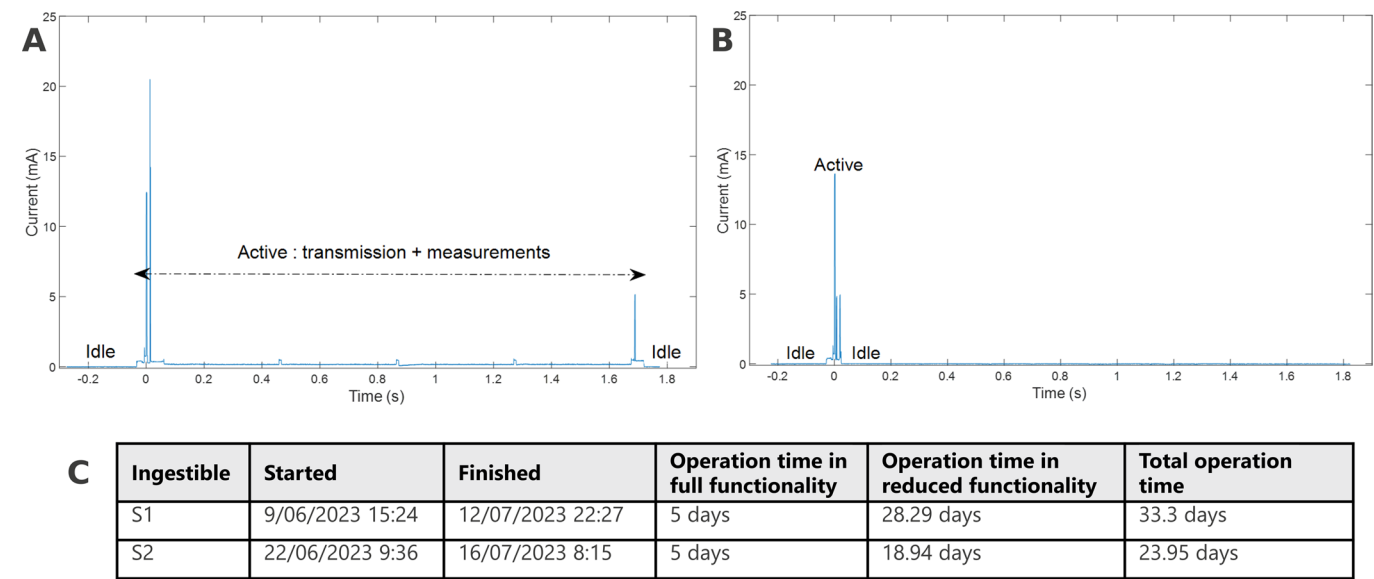 A
25
20
15
10
5
0
Current (mA)
Active : transmission + measurements
Idle
Idle
-0.2 0 0.2 0.4 0.6 0.8 1 1.2 1.4 1.6 1.8
Time (s)
B
25
20
15
10
5
0
Current (mA)
Active
Idle
Idle
-0.2 0 0.2 0.4 0.6 0.8 1 1.2 1.4 1.6 1.8
Time (s)
C
Ingestible Started Finished Operation time in full functionality Operation time in reduced functionality Total operation time
S1 9/06/2023 15:24 12/07/2023 22:27 5 days 28.29 days 33.3 days
S2 22/06/2023 9:36 16/07/2023 8:15 5 days 18.94 days 23.95 days